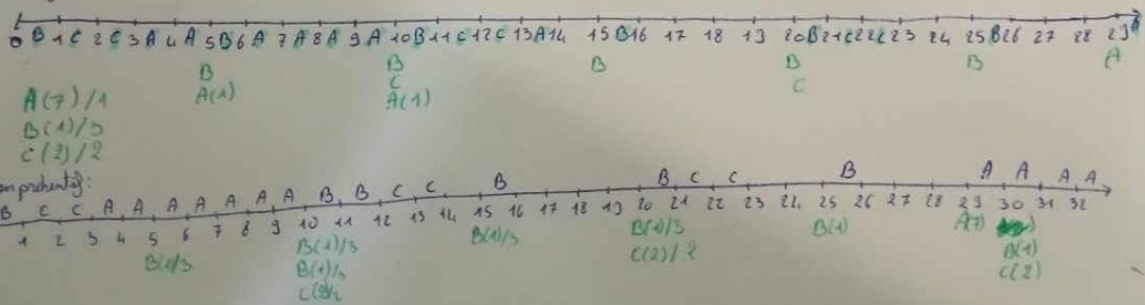 0 B 1 C 2 C 3 A 4 A 5 B 6 A 7 A 8 A 9 A 10 B 11 C 12 C 13 A 14 15 B 16 17 18 19 20 B 21 C 22 C 23 24 25 B 26 27 28 29
B B B B B A
A(1) C C
A(7)/1 A(1)
B(1)/3
C(2)/2
B C C A A A A A A A B B C C B B C C B A A A A
1 2 3 4 5 6 7 8 9 10 11 12 13 14 15 16 17 18 19 20 21 22 23 24 25 26 27 28 29 30 31 32
B(1)/3 B(1)/3 B(1)/3 B(1)/3 B(1) A(7)
B(1)/3 C(2)/2 B(1)
C(2)/2 C(2)